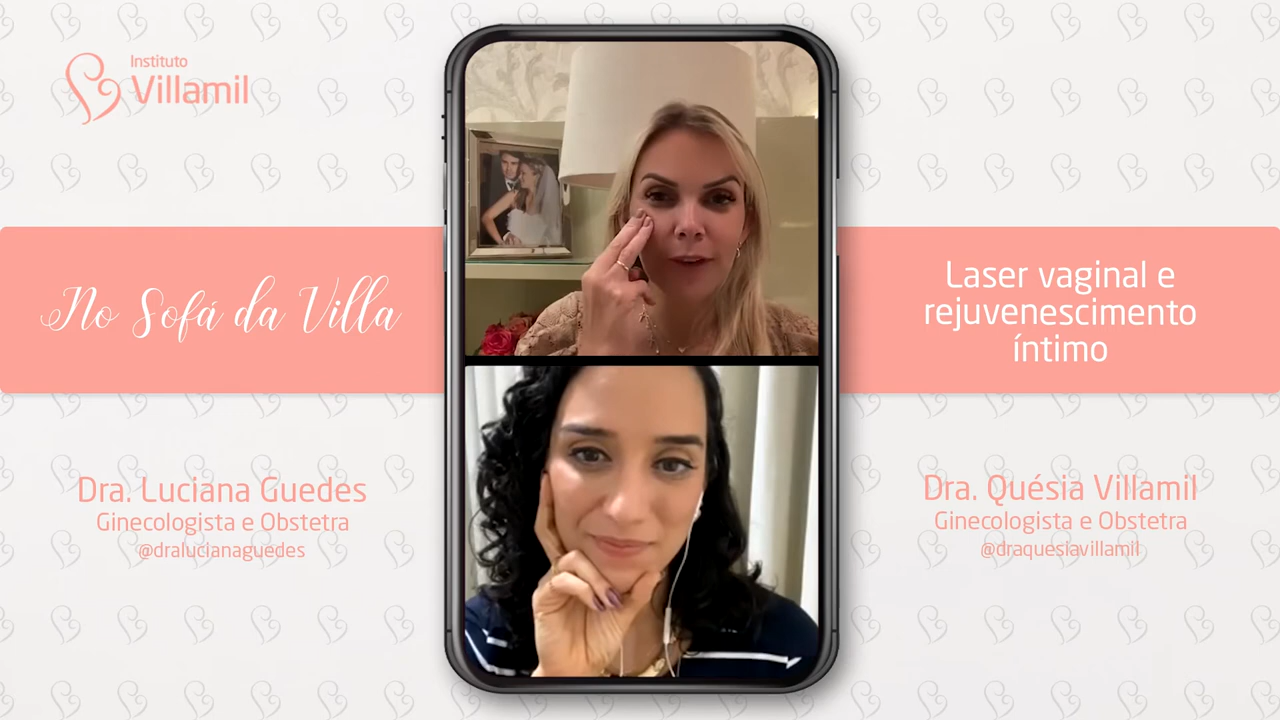 Instituto
Villamil
No Sofá da Villa
Laser vaginal e
rejuvenescimento
íntimo
Dra. Luciana Guedes
Ginecologista e Obstetra
@dralucianaguedes
Dra. Quésia Villamil
Ginecologista e Obstetra
@draquesiavillamil